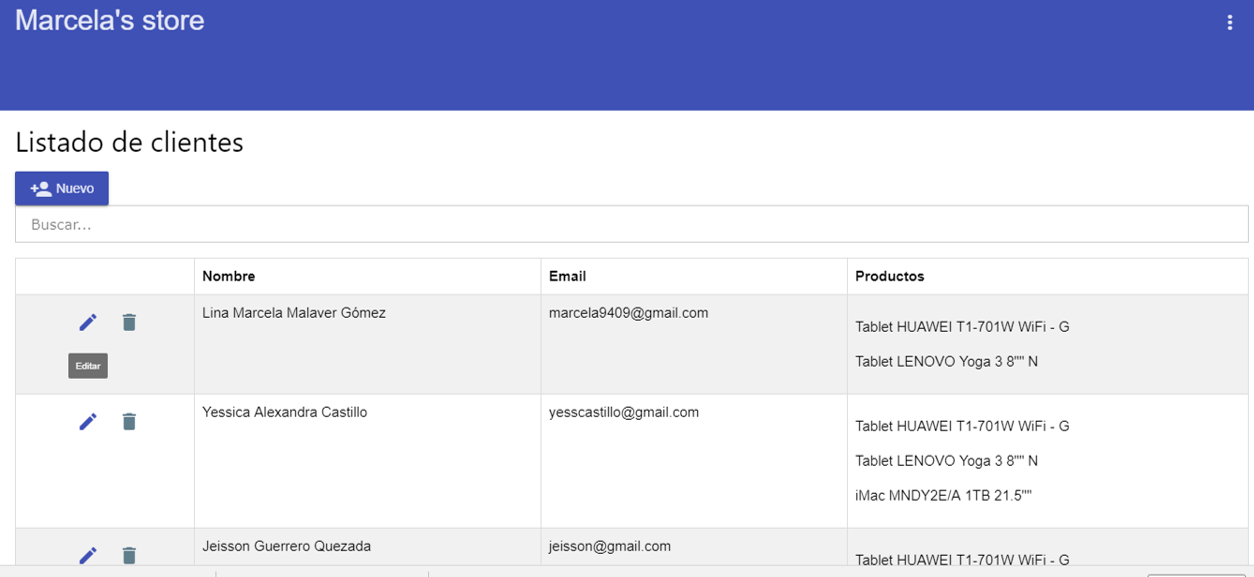 Marcela's store
Listado de clientes
Nuevo
Buscar...
Nombre Email Productos
Lina Marcela Malaver Gómez marcela9409@gmail.com
Tablet HUAWEI T1-701W WiFi - G
Tablet LENOVO Yoga 3 8"" N
Editar
Yessica Alexandra Castillo yesscastillo@gmail.com
Tablet HUAWEI T1-701W WiFi - G
Tablet LENOVO Yoga 3 8"" N
iMac MNDY2E/A 1TB 21.5""
Jeisson Guerrero Quezada jeisson@gmail.com
Tablet HUAWEI T1-701W WiFi - G